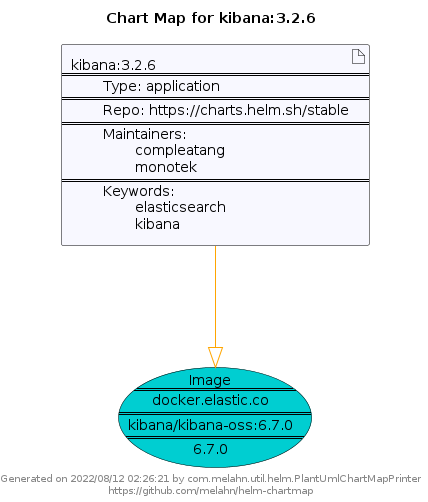 Chart Map for kibana:3.2.6
kibana:3.2.6
Type: application
Repo: https://charts.helm.sh/stable
Maintainers:
compleatang
monotek
Keywords:
elasticsearch
kibana
Image
docker.elastic.co
kibana/kibana-oss:6.7.0
6.7.0
Generated on 2022/08/12 02:26:21 by com.melahn.util.helm.PlantUmlChartMapPrinter
https://github.com/melahn/helm-chartmap